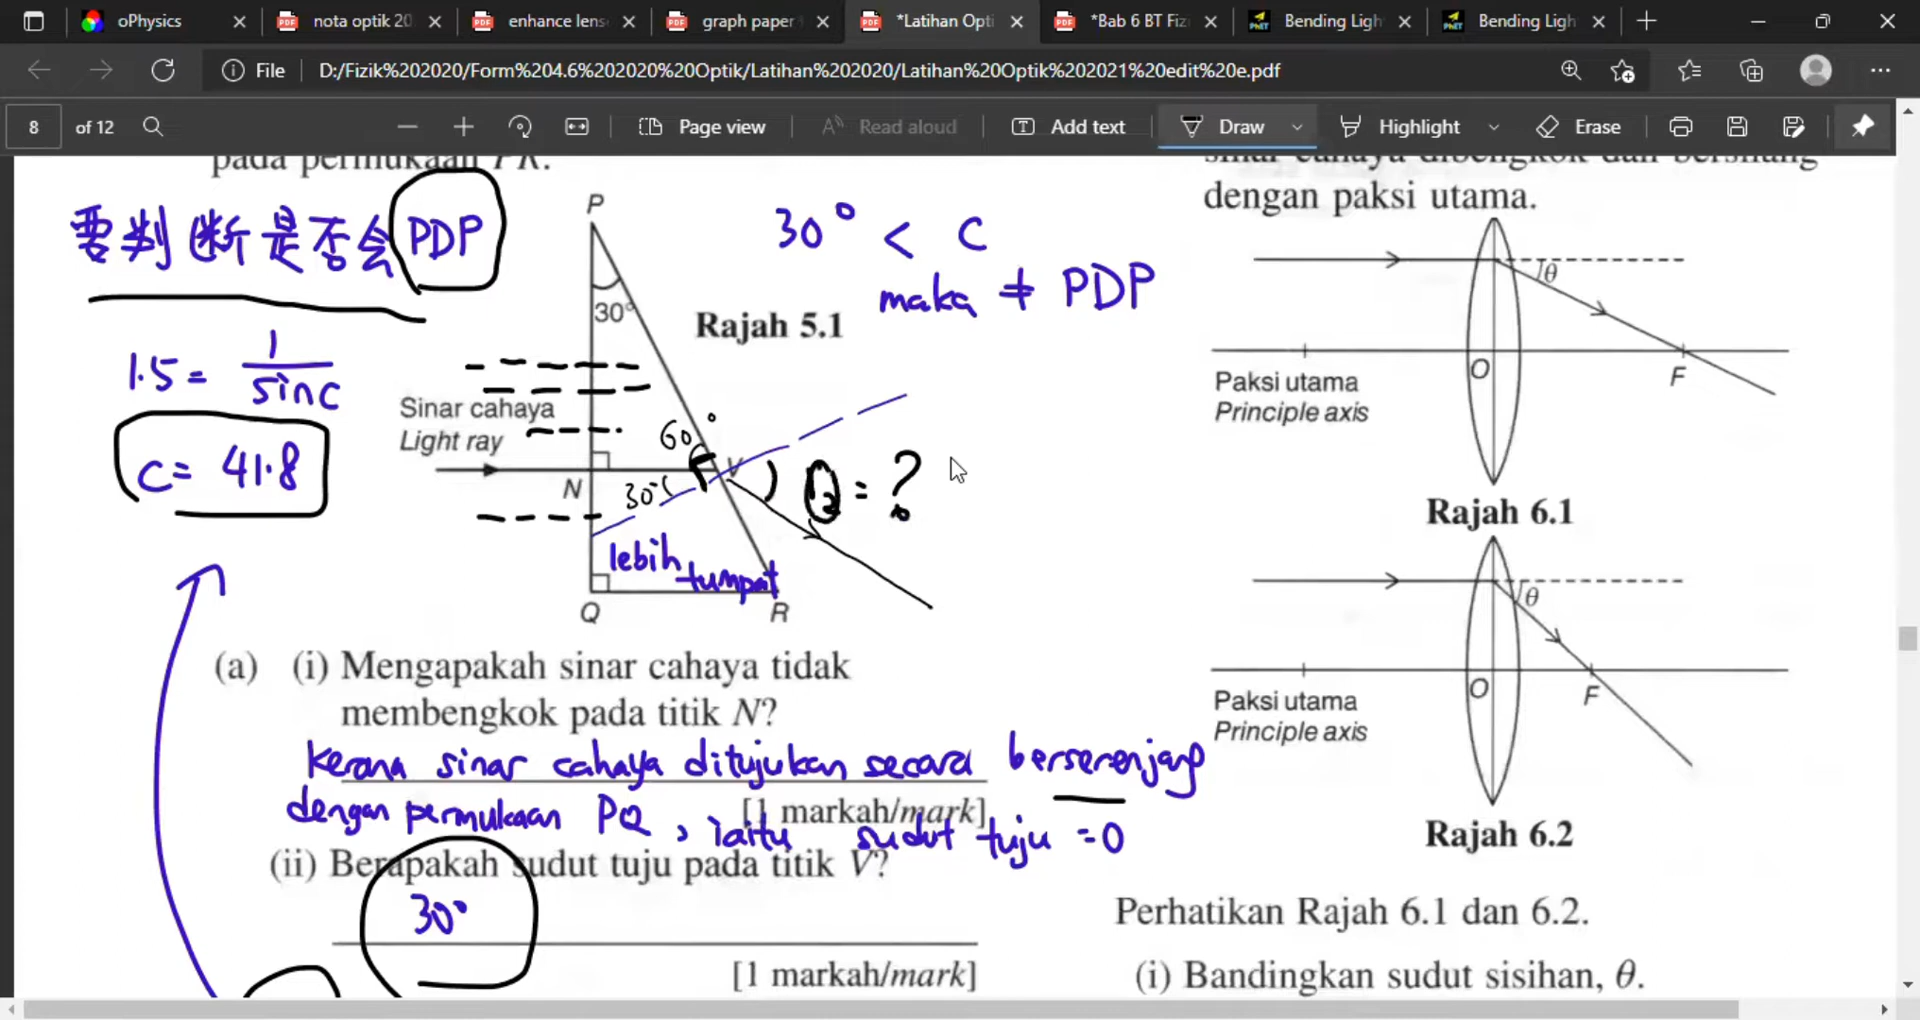 oPhysics
nota optik 20
enhance lens
graph paper
*Latihan Opti
*Bab 6 BT Fiz
Bending Ligh
Bending Ligh
File
D:/Fizik%202020/Form%204.6%202020%20Optik/Latihan%202020/Latihan%20Optik%202021%20edit%20e.pdf
8 of 12
Page view
Read aloud
Add text
Draw
Highlight
Erase
pada permukaan PR.
要判断是否会 PDP
1.5 = 1/sinc
C = 41.8
P
30°
Rajah 5.1
30° < C
maka ≠ PDP
Sinar cahaya
Light ray
60°
N
30°
V
= ?
lebih tumpat
Q
R
(a) (i) Mengapakah sinar cahaya tidak
membengkok pada titik N?
Kerana sinar cahaya ditujukan secara berserenjang
[1 markah/mark]
dengan permukaan PQ, iaitu sudut tuju = 0
(ii) Berapakah sudut tuju pada titik V?
30°
[1 markah/mark]
sinar cahaya dibengkok dan bersilang
dengan paksi utama.
θ
O
F
Paksi utama
Principle axis
Rajah 6.1
θ
O
F
Paksi utama
Principle axis
Rajah 6.2
Perhatikan Rajah 6.1 dan 6.2.
(i) Bandingkan sudut sisihan, θ.